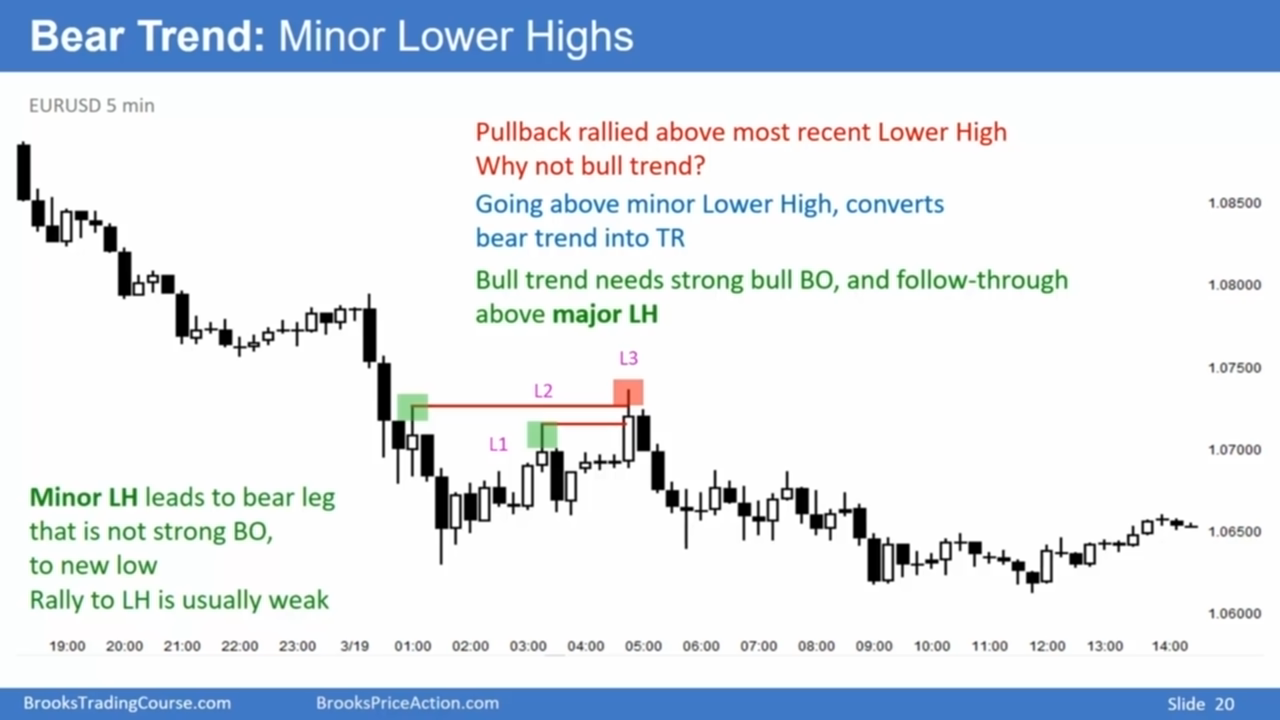 Bear Trend: Minor Lower Highs
EURUSD 5 min
Pullback rallied above most recent Lower High
Why not bull trend?
Going above minor Lower High, converts
bear trend into TR
Bull trend needs strong bull BO, and follow-through
above major LH
L3
L2
L1
Minor LH leads to bear leg
that is not strong BO,
to new low
Rally to LH is usually weak
1.08500
1.08000
1.07500
1.07000
1.06500
1.06000
19:00 20:00 21:00 22:00 23:00 3/19 01:00 02:00 03:00 04:00 05:00 06:00 07:00 08:00 09:00 10:00 11:00 12:00 13:00 14:00
BrooksTradingCourse.com BrooksPriceAction.com Slide 20